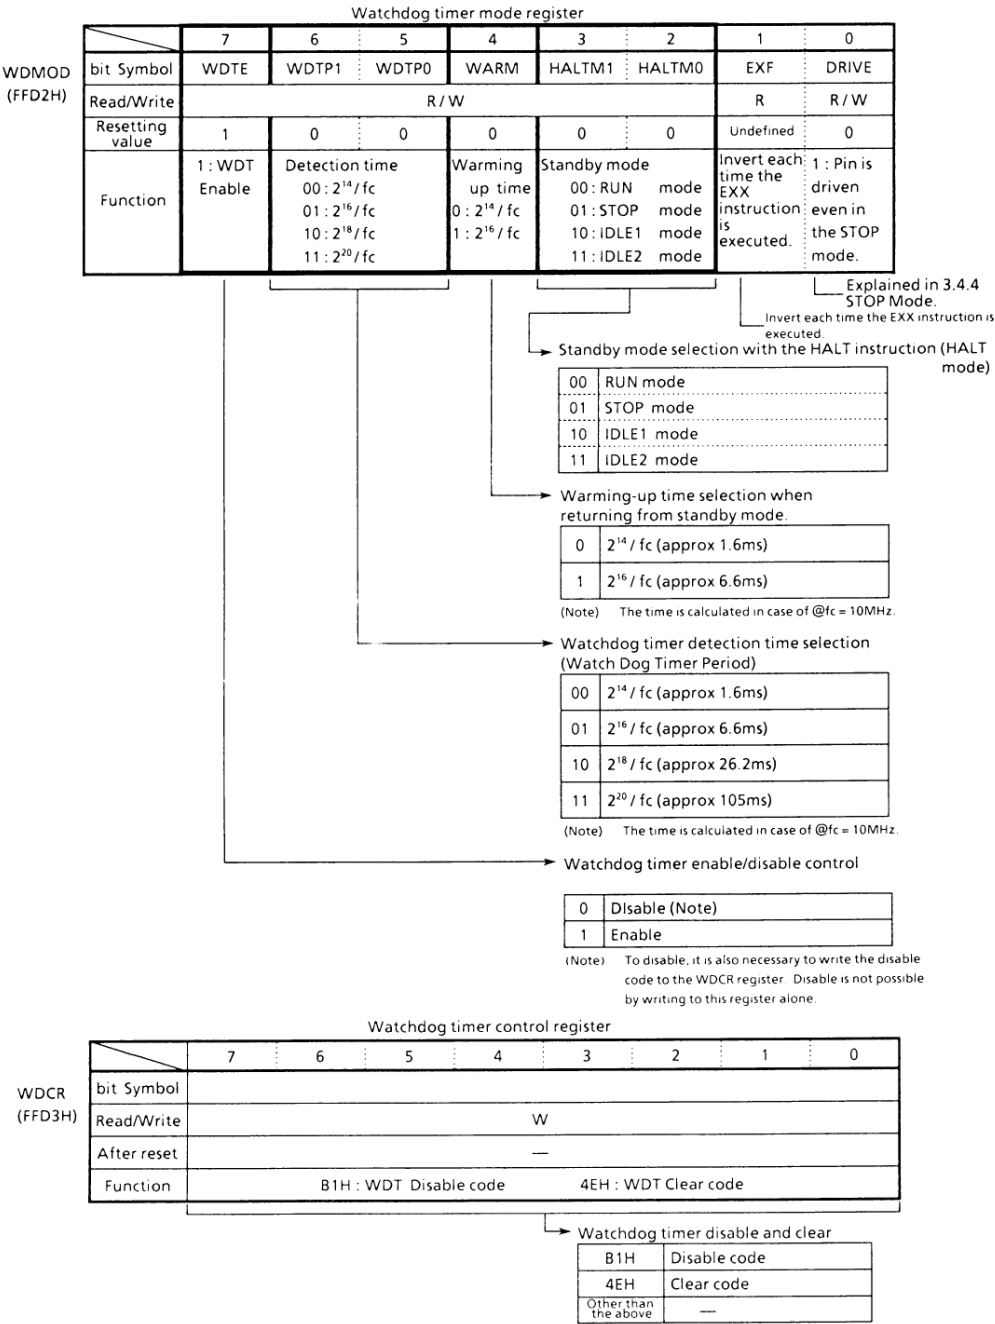 Watchdog timer mode register
7 6 5 4 3 2 1 0
WDMOD
(FFD2H)
bit Symbol WDTE WDTP1 WDTP0 WARM HALTM1 HALTM0 EXF DRIVE
Read/Write R/W R R/W
Resetting value 1 0 0 0 0 0 Undefined 0
Function
1 : WDT
Enable
Detection time
00 : 2¹⁴/fc
01 : 2¹⁶/fc
10 : 2¹⁸/fc
11 : 2²⁰/fc
Warming
up time
0 : 2¹⁴/fc
1 : 2¹⁶/fc
Standby mode
00 : RUN mode
01 : STOP mode
10 : IDLE1 mode
11 : IDLE2 mode
Invert each
time the
EXX
instruction
is
executed.
1 : Pin is
driven
even in
the STOP
mode.
Explained in 3.4.4
STOP Mode.
Invert each time the EXX instruction is
executed.
Standby mode selection with the HALT instruction (HALT
mode)
00 RUN mode
01 STOP mode
10 IDLE1 mode
11 IDLE2 mode
Warming-up time selection when
returning from standby mode.
0 2¹⁴ / fc (approx 1.6ms)
1 2¹⁶ / fc (approx 6.6ms)
(Note) The time is calculated in case of @fc = 10MHz.
Watchdog timer detection time selection
(Watch Dog Timer Period)
00 2¹⁴ / fc (approx 1.6ms)
01 2¹⁶ / fc (approx 6.6ms)
10 2¹⁸ / fc (approx 26.2ms)
11 2²⁰ / fc (approx 105ms)
(Note) The time is calculated in case of @fc = 10MHz.
Watchdog timer enable/disable control
0 DIsable (Note)
1 Enable
(Note) To disable, it is also necessary to write the disable
code to the WDCR register. Disable is not possible
by writing to this register alone.
Watchdog timer control register
7 6 5 4 3 2 1 0
WDCR
(FFD3H)
bit Symbol
Read/Write W
After reset —
Function B1H : WDT Disable code 4EH : WDT Clear code
Watchdog timer disable and clear
B1H Disable code
4EH Clear code
Other than
the above —